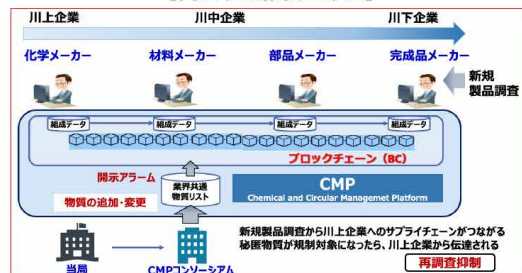 川上企業 川中企業 川下企業
化学メーカー 材料メーカー 部品メーカー 完成品メーカー
新規
製品調査
組成データ 組成データ 組成データ 組成データ
ブロックチェーン（BC）
開示アラーム
業界共通
物質リスト
CMP
Chemical and Circular Managemet Platform
物質の追加・変更
新規製品調査から川上企業へのサプライチェーンがつながる
秘匿物質が規制対象になったら、川上企業から伝達される
当局 CMPコンソーシアム
再調査抑制